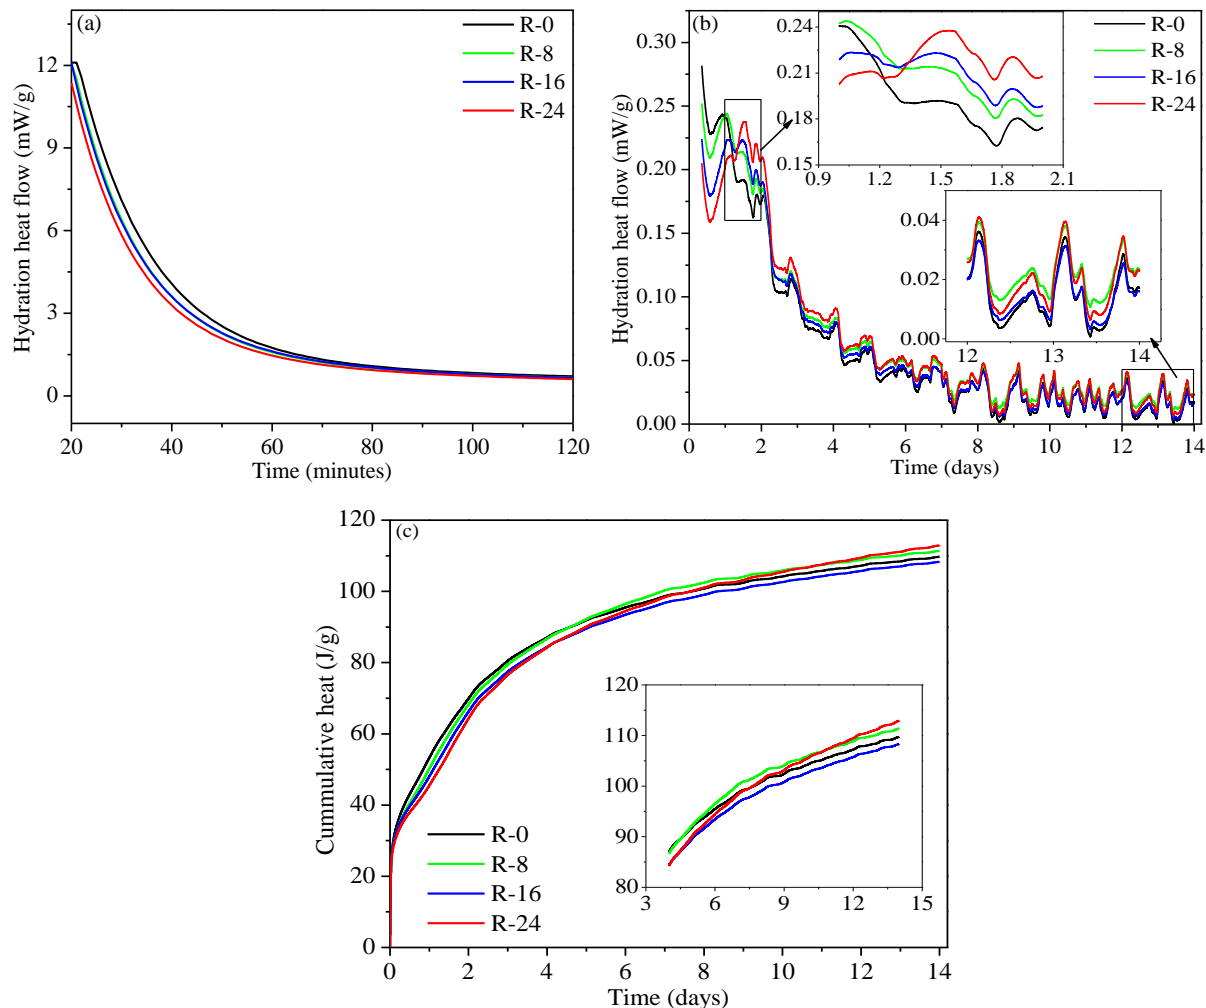 (a)
R-0
R-8
R-16
R-24
12
9
6
3
0
Hydration heat flow (mW/g)
20 40 60 80 100 120
Time (minutes)
(b)
R-0
R-8
R-16
R-24
0.30
0.25
0.20
0.15
0.10
0.05
0.00
Hydration heat flow (mW/g)
0.24
0.21
0.18
0.15
0.9 1.2 1.5 1.8 2.1
0.04
0.02
0.00
12 13 14
0 2 4 6 8 10 12 14
Time (days)
(c)
120
100
80
60
40
20
0
Cummulative heat (J/g)
R-0
R-8
R-16
R-24
120
110
100
90
80
3 6 9 12 15
0 2 4 6 8 10 12 14
Time (days)